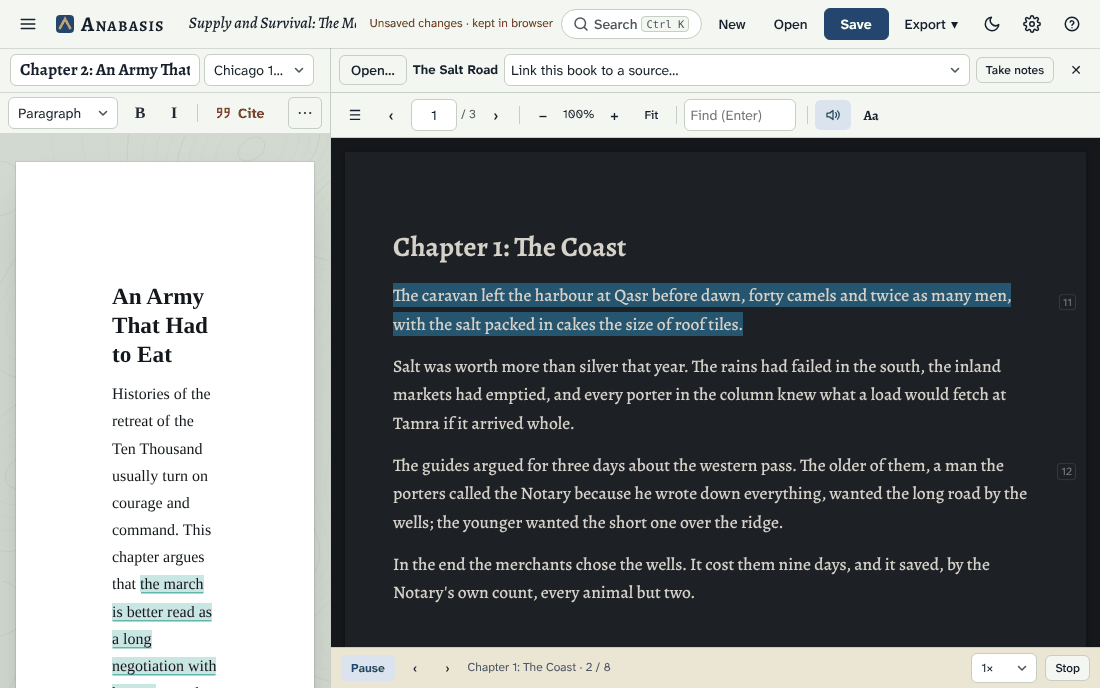 Anabasis
Supply and Survival: The M
Unsaved changes · kept in browser
Search Ctrl K
New
Open
Save
Export ▾
Chapter 2: An Army That
Chicago 1...
Open...
The Salt Road
Link this book to a source...
Take notes
✕
Paragraph
B
I
Cite
...
☰
‹
1 / 3
›
–
100%
+
Fit
Find (Enter)
Aa
An Army
That Had
to Eat
Histories of the
retreat of the
Ten Thousand
usually turn on
courage and
command. This
chapter argues
that the march
is better read as
a long
negotiation with
Chapter 1: The Coast
The caravan left the harbour at Qasr before dawn, forty camels and twice as many men,
11
with the salt packed in cakes the size of roof tiles.
Salt was worth more than silver that year. The rains had failed in the south, the inland
markets had emptied, and every porter in the column knew what a load would fetch at
Tamra if it arrived whole.
The guides argued for three days about the western pass. The older of them, a man the
12
porters called the Notary because he wrote down everything, wanted the long road by the
wells; the younger wanted the short one over the ridge.
In the end the merchants chose the wells. It cost them nine days, and it saved, by the
Notary's own count, every animal but two.
Pause
‹
›
Chapter 1: The Coast · 2 / 8
1×
Stop